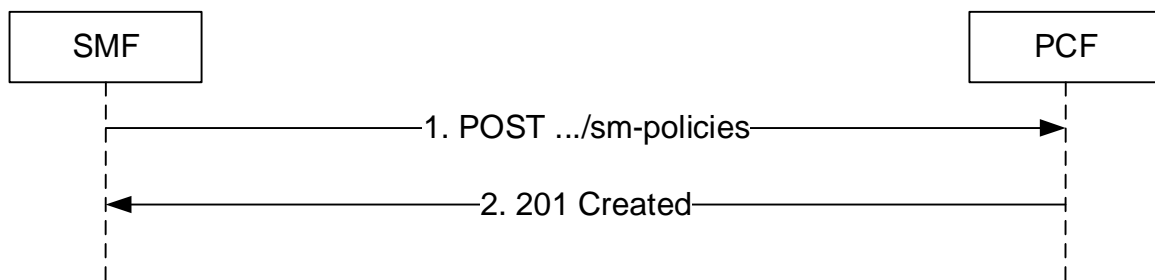 SMF
PCF
1. POST .../sm-policies
2. 201 Created